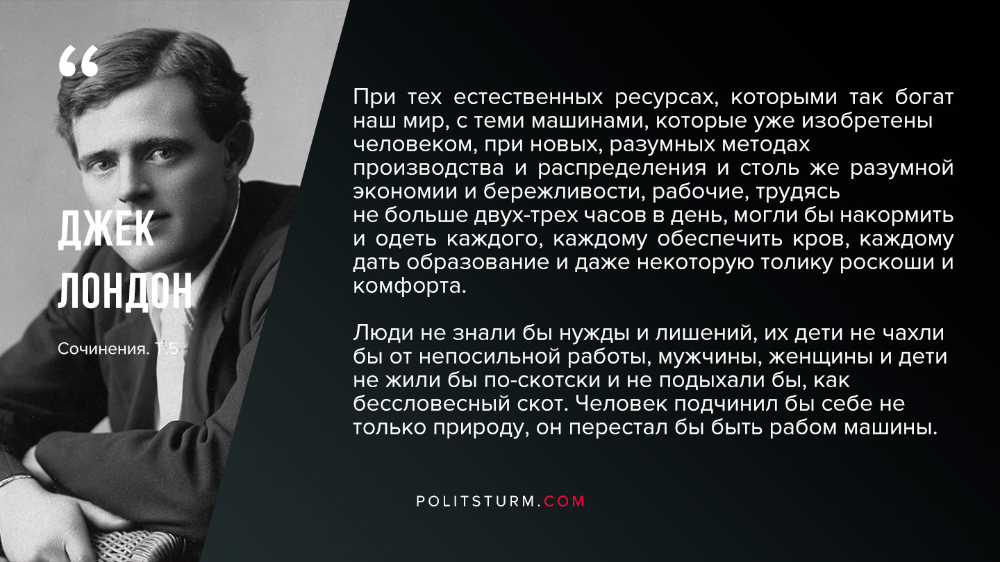 “
ДЖЕК
ЛОНДОН
Сочинения. Т.5
При тех естественных ресурсах, которыми так богат
наш мир, с теми машинами, которые уже изобретены
человеком, при новых, разумных методах
производства и распределения и столь же разумной
экономии и бережливости, рабочие, трудясь
не больше двух-трех часов в день, могли бы накормить
и одеть каждого, каждому обеспечить кров, каждому
дать образование и даже некоторую толику роскоши и
комфорта.
Люди не знали бы нужды и лишений, их дети не чахли
бы от непосильной работы, мужчины, женщины и дети
не жили бы по-скотски и не подыхали бы, как
бессловесный скот. Человек подчинил бы себе не
только природу, он перестал бы быть рабом машины.
POLITSTURM.COM